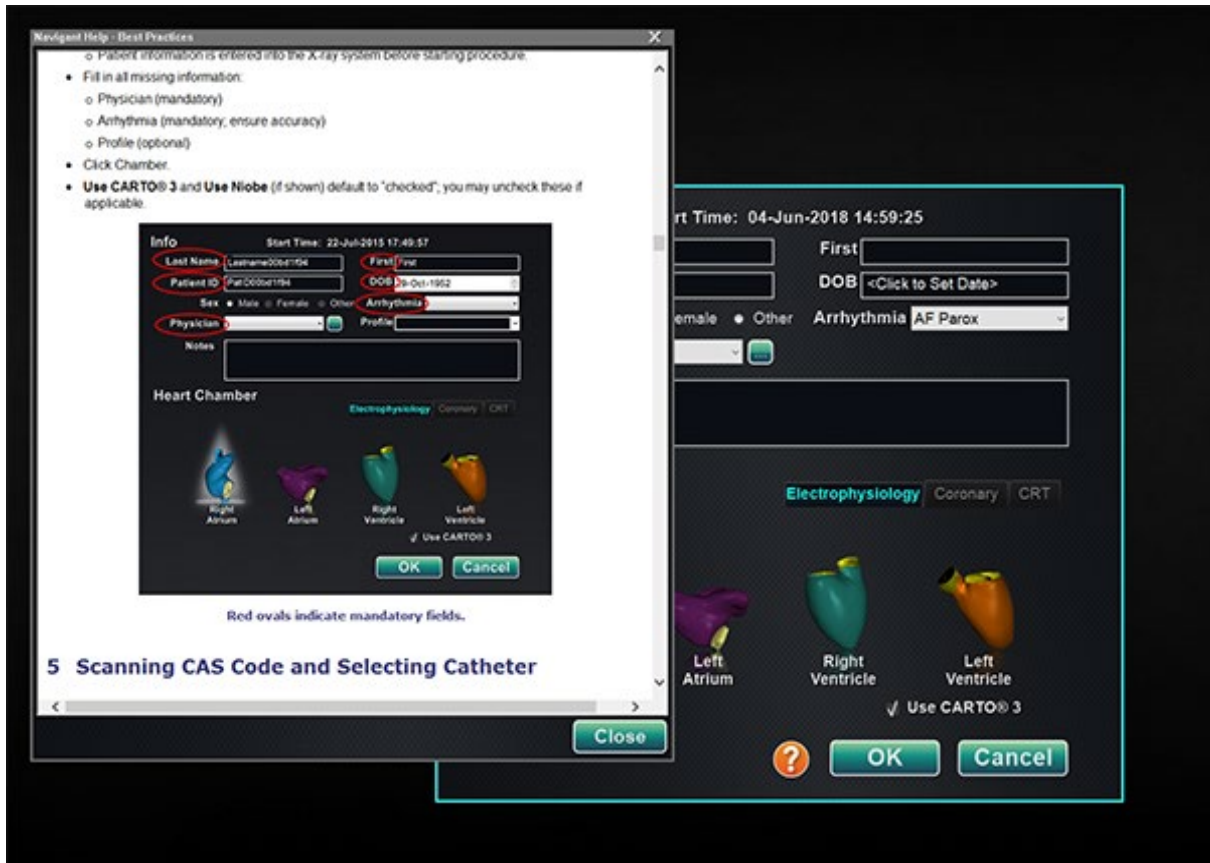 Navigant Help - Best Practices X
o Patient information is entered into the X-ray system before starting procedure.
• Fill in all missing information:
o Physician (mandatory)
o Arrhythmia (mandatory; ensure accuracy)
o Profile (optional)
• Click Chamber.
• Use CARTO® 3 and Use Niobe (if shown) default to "checked"; you may uncheck these if
applicable.
Info Start Time: 22-Jul-2015 17:49:57
Last Name First First
Patient ID DOB 29-Oct-1952
Sex Male Female Other Arrhythmia
Physician Profile
Notes
Heart Chamber
Electrophysiology Coronary CRT
Right Atrium
Left Atrium
Right Ventricle
Left Ventricle
√ Use CARTO® 3
OK Cancel
Red ovals indicate mandatory fields.
5 Scanning CAS Code and Selecting Catheter
Close
rt Time: 04-Jun-2018 14:59:25
First
DOB <Click to Set Date>
emale Other Arrhythmia AF Parox
...
Electrophysiology Coronary CRT
Left Atrium
Right Ventricle
Left Ventricle
√ Use CARTO® 3
? OK Cancel